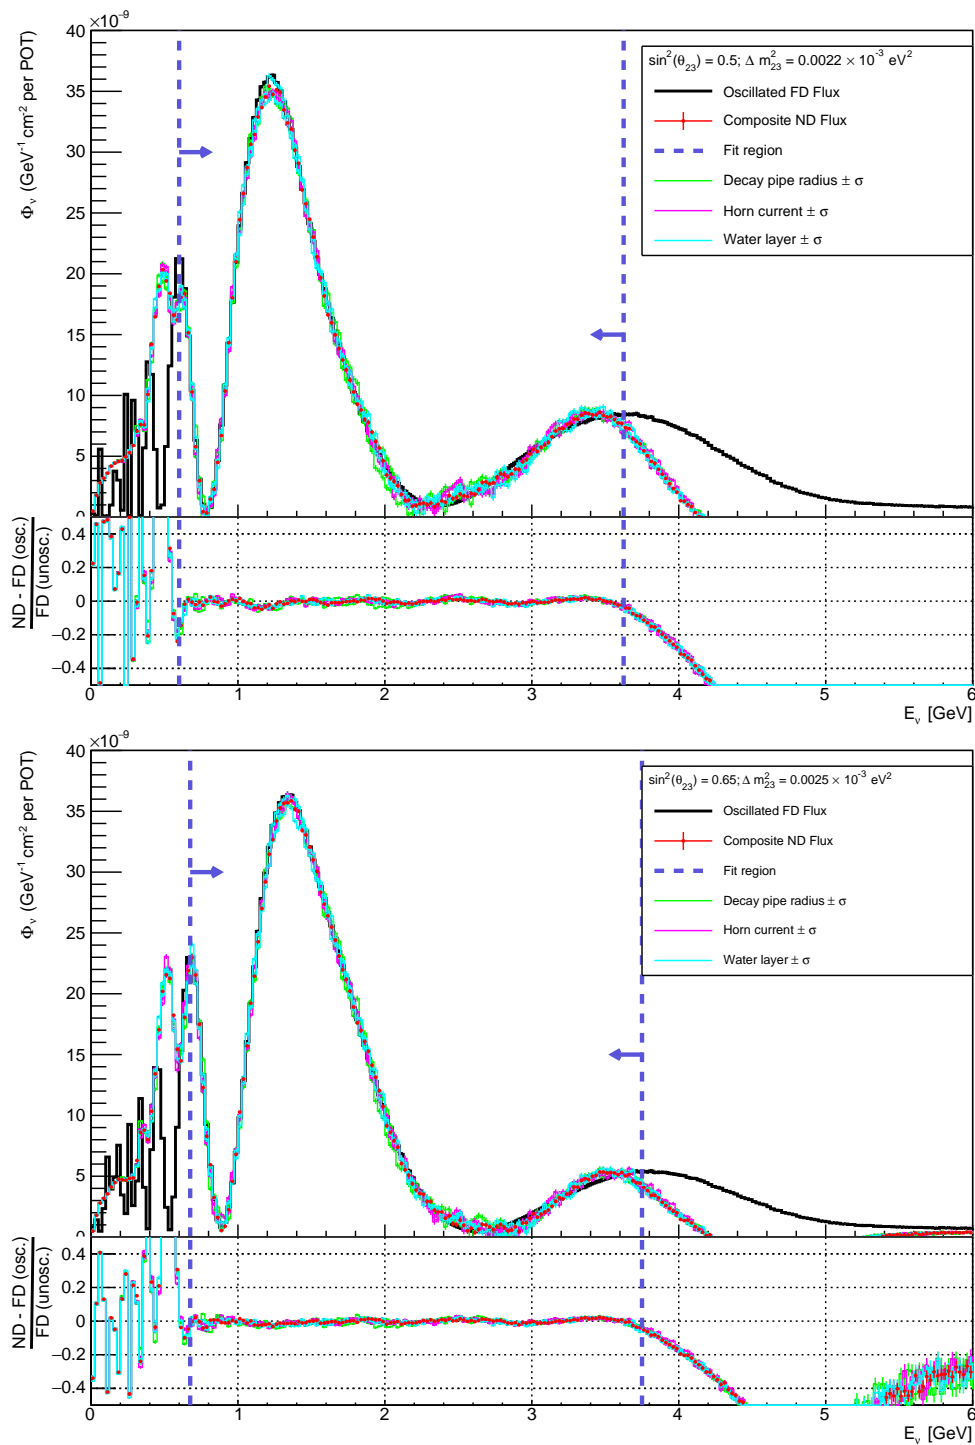 ×10⁻⁹
Φν (GeV⁻¹ cm⁻² per POT)
40
35
30
25
20
15
10
5
0
sin²(θ₂₃) = 0.5; Δ m²₂₃ = 0.0022 × 10⁻³ eV²
Oscillated FD Flux
Composite ND Flux
Fit region
Decay pipe radius ± σ
Horn current ± σ
Water layer ± σ
ND - FD (osc.)
FD (unosc.)
0.4
0.2
0
−0.2
−0.4
0 1 2 3 4 5 6
Eν [GeV]
×10⁻⁹
Φν (GeV⁻¹ cm⁻² per POT)
40
35
30
25
20
15
10
5
0
sin²(θ₂₃) = 0.65; Δ m²₂₃ = 0.0025 × 10⁻³ eV²
Oscillated FD Flux
Composite ND Flux
Fit region
Decay pipe radius ± σ
Horn current ± σ
Water layer ± σ
ND - FD (osc.)
FD (unosc.)
0.4
0.2
0
−0.2
−0.4
0 1 2 3 4 5 6
Eν [GeV]